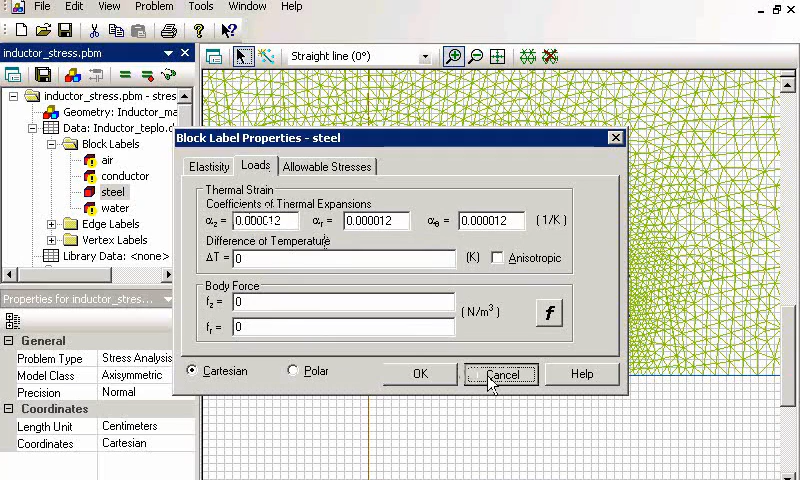 File Edit View Problem Edit Tools Window Help
inductor_stress.pbm
Straight line (0°)
inductor_stress.pbm - stres
Geometry: Inductor_ma
Data: Inductor_teplo.d
Block Labels
air
conductor
steel
water
Edge Labels
Vertex Labels
Library Data: <none>
Block Label Properties - steel
Elasticity Loads Allowable Stresses
Thermal Strain
Coefficients of Thermal Expansions
αz = 0.000012 αr = 0.000012 αθ = 0.000012 (1/K)
Difference of Temperature
ΔT = 0 (K) Anisotropic
Body Force
fz = 0
(N/m³) f
fr = 0
Cartesian Polar OK Cancel Help
Properties for inductor_stres...
General
Problem Type Stress Analysis
Model Class Axisymmetric
Precision Normal
Coordinates
Length Unit Centimeters
Coordinates Cartesian